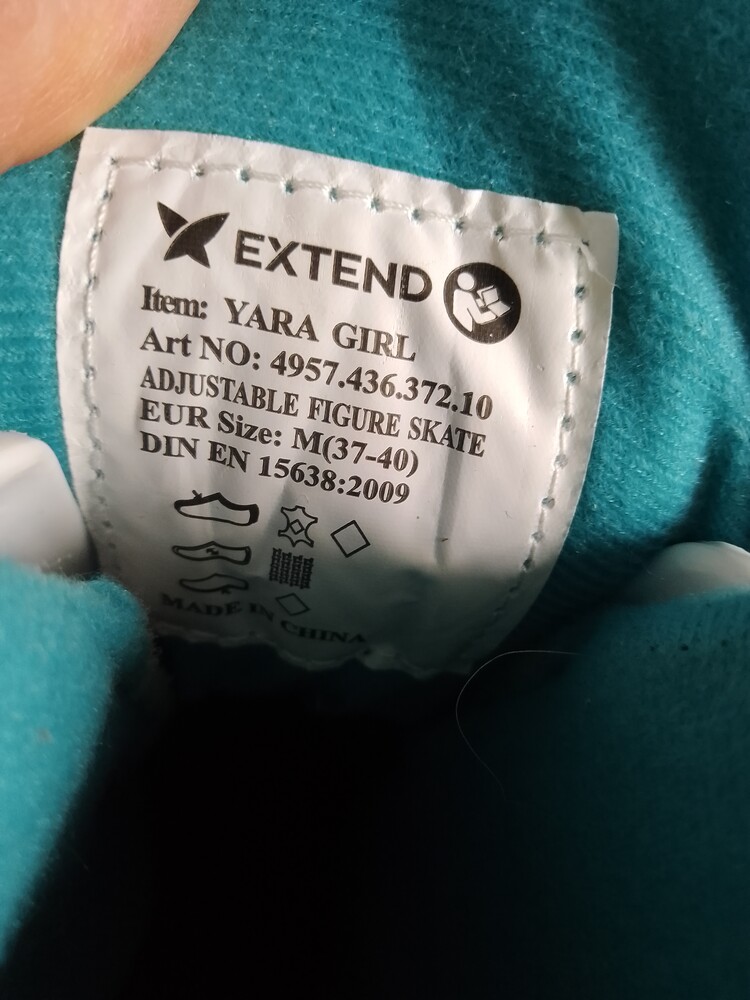 EXTEND
Item: YARA GIRL
Art NO: 4957.436.372.10
ADJUSTABLE FIGURE SKATE
EUR Size: M(37-40)
DIN EN 15638:2009
MADE IN CHINA